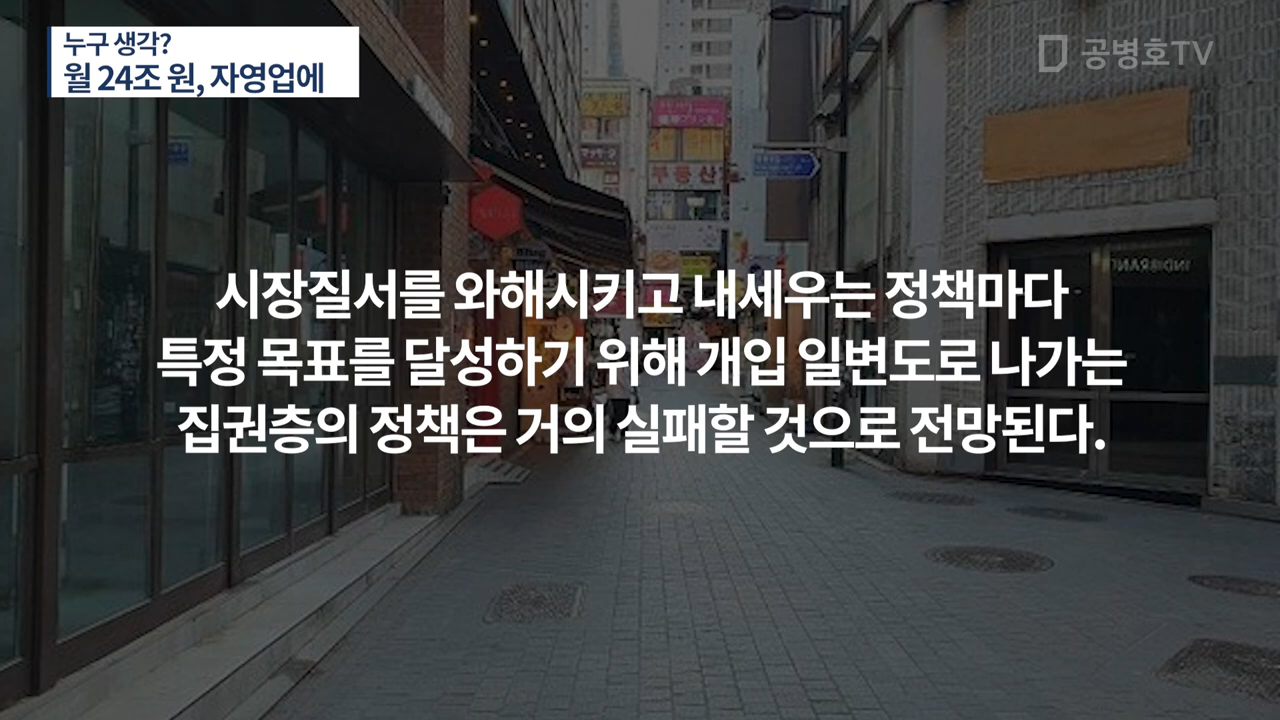 누구 생각?
월 24조 원, 자영업에
공병호TV
부동산
시장질서를 와해시키고 내세우는 정책마다
특정 목표를 달성하기 위해 개입 일변도로 나가는
집권층의 정책은 거의 실패할 것으로 전망된다.